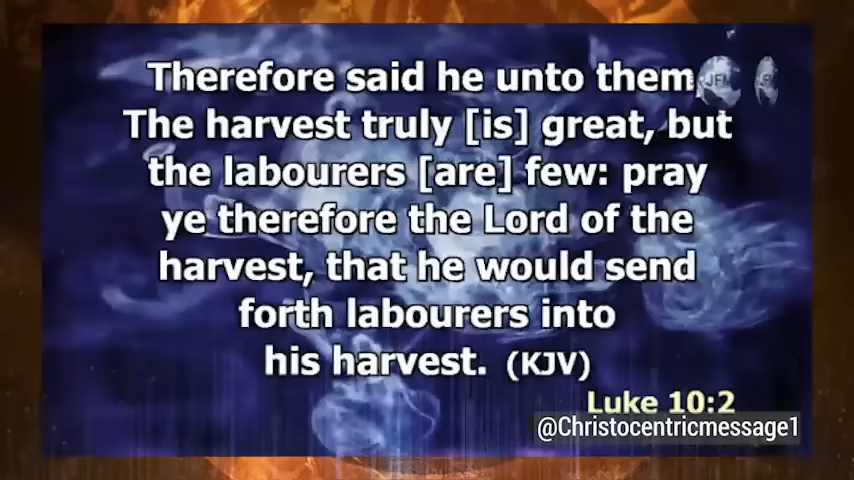 Therefore said he unto them,
The harvest truly [is] great, but
the labourers [are] few: pray
ye therefore the Lord of the
harvest, that he would send
forth labourers into
his harvest. (KJV)
Luke 10:2
@Christocentricmessage1